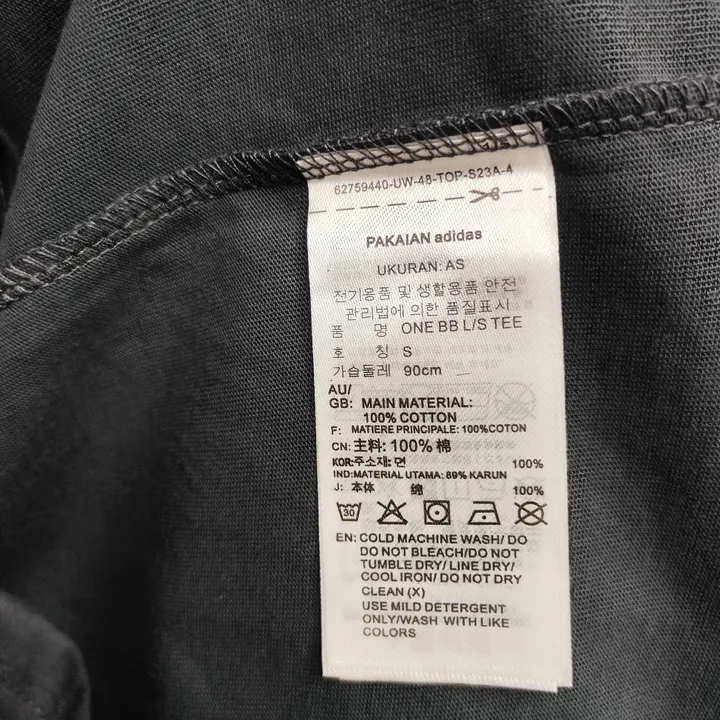 62759440-UW-48-TOP-S23A-4
PAKAIAN adidas
UKURAN: AS
전기용품 및 생활용품 안전
관리법에 의한 품질표시
품 명 ONE BB L/S TEE
호 칭 S
가슴둘레 90cm
AU/
GB: MAIN MATERIAL:
100% COTTON
F: MATIERE PRINCIPALE: 100%COTON
CN: 主料: 100% 棉
KOR:주소재: 면 100%
IND:MATERIAL UTAMA: 89% KARUN
J: 本体 綿 100%
30
EN: COLD MACHINE WASH/ DO
DO NOT BLEACH/DO NOT
TUMBLE DRY/ LINE DRY/
COOL IRON/ DO NOT DRY
CLEAN (X)
USE MILD DETERGENT
ONLY/WASH WITH LIKE
COLORS